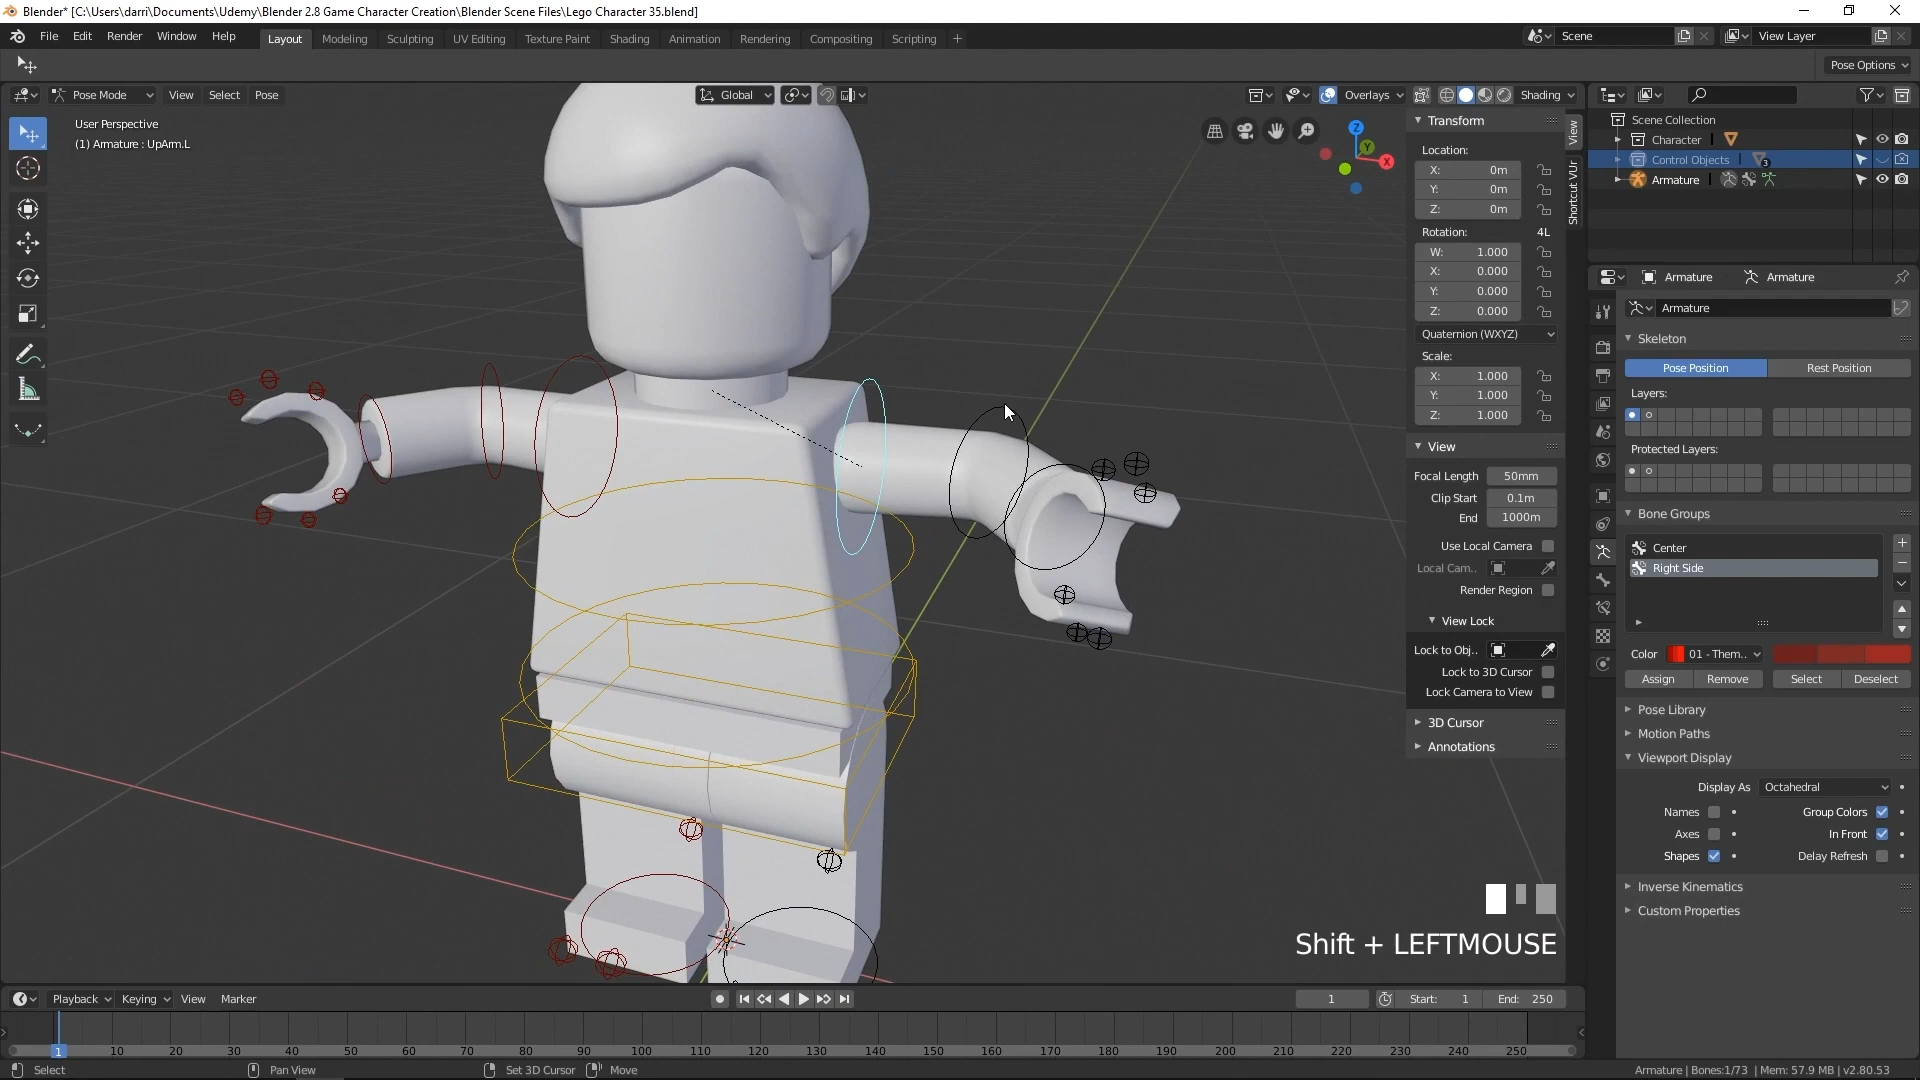 Blender* [C:\Users\darri\Documents\Udemy\Blender 2.8 Game Character Creation\Blender Scene Files\Lego Character 35.blend]
File Edit Render Window Help Layout Modeling Sculpting UV Editing Texture Paint Shading Animation Rendering Compositing Scripting + Scene View Layer
Pose Options
Pose Mode View Select Pose Global Overlays Shading
User Perspective
(1) Armature : UpArm.L
Transform
Location:
X: 0m
Y: 0m
Z: 0m
Rotation: 4L
W: 1.000
X: 0.000
Y: 0.000
Z: 0.000
Quaternion (WXYZ)
Scale:
X: 1.000
Y: 1.000
Z: 1.000
View
Focal Length 50mm
Clip Start 0.1m
End 1000m
Use Local Camera
Local Cam..
Render Region
View Lock
Lock to Obj..
Lock to 3D Cursor
Lock Camera to View
3D Cursor
Annotations
View
Shortcut VUr
Z
Y
X
Shift + LEFTMOUSE
Scene Collection
Character
Control Objects 3
Armature
Armature Armature
Armature
Skeleton
Pose Position Rest Position
Layers:
Protected Layers:
Bone Groups
Center
Right Side
Color 01 - Them..
Assign Remove Select Deselect
Pose Library
Motion Paths
Viewport Display
Display As Octahedral
Names Group Colors
Axes In Front
Shapes Delay Refresh
Inverse Kinematics
Custom Properties
Playback Keying View Marker 1 Start: 1 End: 250
1 10 20 30 40 50 60 70 80 90 100 110 120 130 140 150 160 170 180 190 200 210 220 230 240 250
Select Pan View Set 3D Cursor Move Armature | Bones:1/73 | Mem: 57.9 MB | v2.80.53